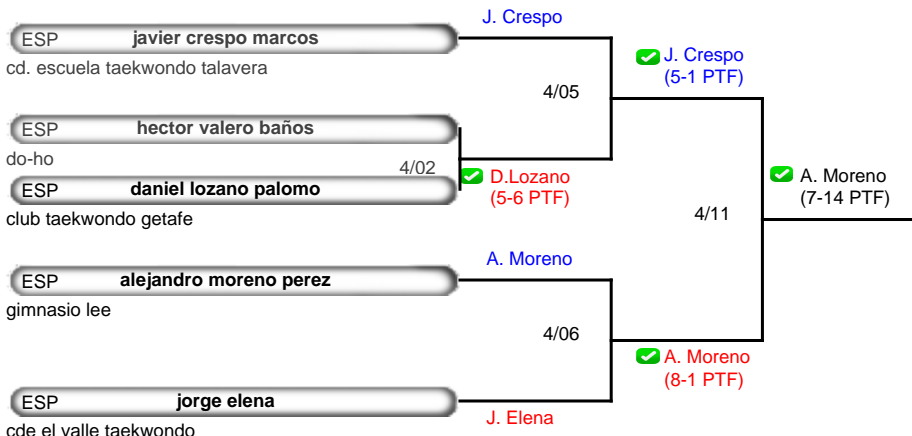 J. Crespo
ESP javier crespo marcos
cd. escuela taekwondo talavera
J. Crespo
(5-1 PTF)
4/05
ESP hector valero baños
do-ho
4/02
D.Lozano
(5-6 PTF)
ESP daniel lozano palomo
club taekwondo getafe
A. Moreno
(7-14 PTF)
4/11
A. Moreno
ESP alejandro moreno perez
gimnasio lee
4/06
A. Moreno
(8-1 PTF)
ESP jorge elena
J. Elena
cde el valle taekwondo